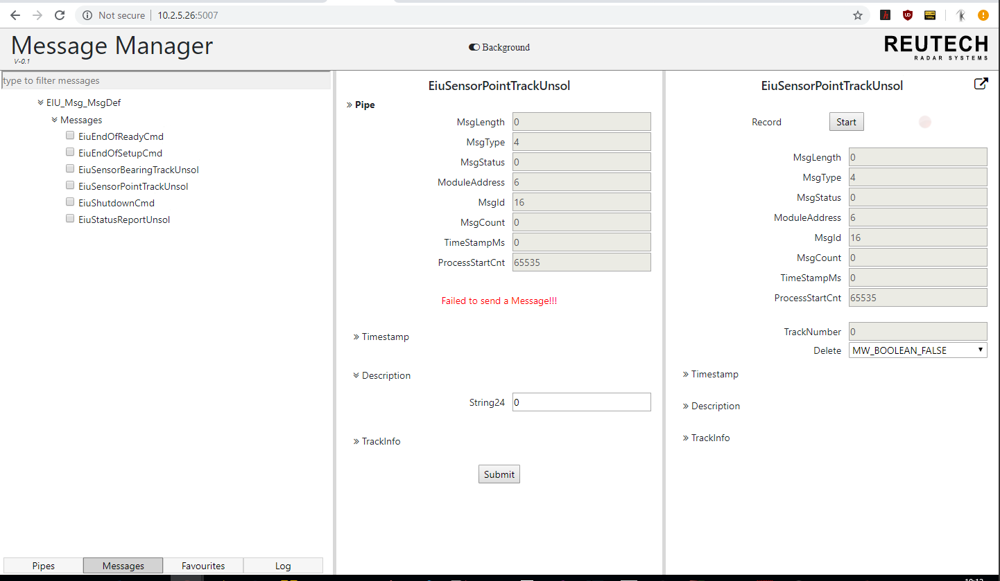 Not secure
10.2.5.26:5007
Message Manager
V-0.1
Background
REUTECH
RADAR SYSTEMS
type to filter messages
EIU_Msg_MsgDef
Messages
EiuEndOfReadyCmd
EiuEndOfSetupCmd
EiuSensorBearingTrackUnsol
EiuSensorPointTrackUnsol
EiuShutdownCmd
EiuStatusReportUnsol
Pipes
Messages
Favourites
Log
EiuSensorPointTrackUnsol
Pipe
MsgLength 0
MsgType 4
MsgStatus 0
ModuleAddress 6
MsgId 16
MsgCount 0
TimeStampMs 0
ProcessStartCnt 65535
Failed to send a Message!!!
Timestamp
Description
String24 0
TrackInfo
Submit
EiuSensorPointTrackUnsol
Record Start
MsgLength 0
MsgType 4
MsgStatus 0
ModuleAddress 6
MsgId 16
MsgCount 0
TimeStampMs 0
ProcessStartCnt 65535
TrackNumber 0
Delete MW_BOOLEAN_FALSE
Timestamp
Description
TrackInfo